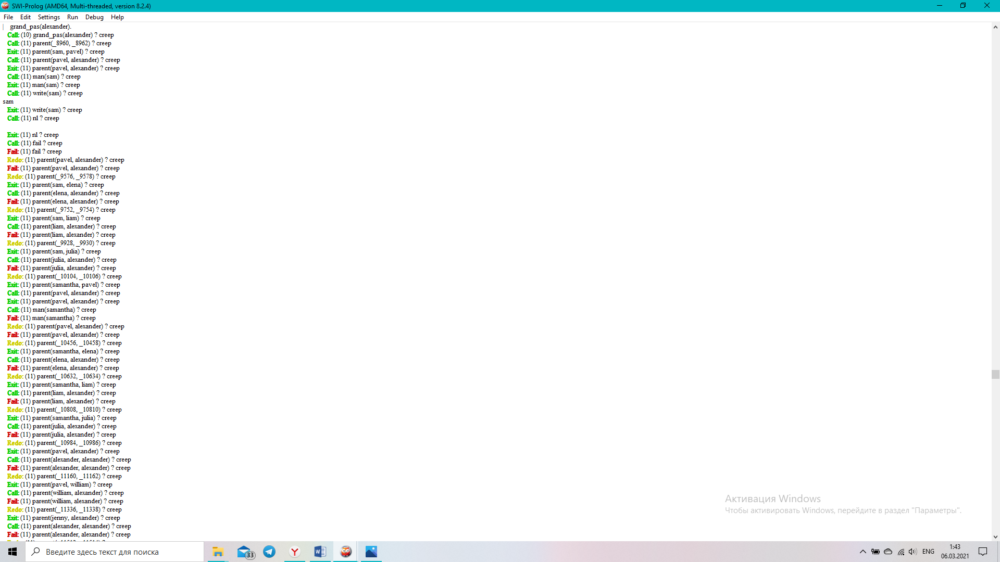 SWI-Prolog (AMD64, Multi-threaded, version 8.2.4)
File Edit Settings Run Debug Help
| grand_pas(alexander).
Call: (10) grand_pas(alexander) ? creep
Call: (11) parent(_8960, _8962) ? creep
Exit: (11) parent(sam, pavel) ? creep
Call: (11) parent(pavel, alexander) ? creep
Exit: (11) parent(pavel, alexander) ? creep
Call: (11) man(sam) ? creep
Exit: (11) man(sam) ? creep
Call: (11) write(sam) ? creep
sam
Exit: (11) write(sam) ? creep
Call: (11) nl ? creep
Exit: (11) nl ? creep
Call: (11) fail ? creep
Fail: (11) fail ? creep
Redo: (11) parent(pavel, alexander) ? creep
Fail: (11) parent(pavel, alexander) ? creep
Redo: (11) parent(_9576, _9578) ? creep
Exit: (11) parent(sam, elena) ? creep
Call: (11) parent(elena, alexander) ? creep
Fail: (11) parent(elena, alexander) ? creep
Redo: (11) parent(_9752, _9754) ? creep
Exit: (11) parent(sam, liam) ? creep
Call: (11) parent(liam, alexander) ? creep
Fail: (11) parent(liam, alexander) ? creep
Redo: (11) parent(_9928, _9930) ? creep
Exit: (11) parent(sam, julia) ? creep
Call: (11) parent(julia, alexander) ? creep
Fail: (11) parent(julia, alexander) ? creep
Redo: (11) parent(_10104, _10106) ? creep
Exit: (11) parent(samantha, pavel) ? creep
Call: (11) parent(pavel, alexander) ? creep
Exit: (11) parent(pavel, alexander) ? creep
Call: (11) man(samantha) ? creep
Fail: (11) man(samantha) ? creep
Redo: (11) parent(pavel, alexander) ? creep
Fail: (11) parent(pavel, alexander) ? creep
Redo: (11) parent(_10456, _10458) ? creep
Exit: (11) parent(samantha, elena) ? creep
Call: (11) parent(elena, alexander) ? creep
Fail: (11) parent(elena, alexander) ? creep
Redo: (11) parent(_10632, _10634) ? creep
Exit: (11) parent(samantha, liam) ? creep
Call: (11) parent(liam, alexander) ? creep
Fail: (11) parent(liam, alexander) ? creep
Redo: (11) parent(_10808, _10810) ? creep
Exit: (11) parent(samantha, julia) ? creep
Call: (11) parent(julia, alexander) ? creep
Fail: (11) parent(julia, alexander) ? creep
Redo: (11) parent(_10984, _10986) ? creep
Exit: (11) parent(pavel, alexander) ? creep
Call: (11) parent(alexander, alexander) ? creep
Fail: (11) parent(alexander, alexander) ? creep
Redo: (11) parent(_11160, _11162) ? creep
Exit: (11) parent(pavel, william) ? creep
Call: (11) parent(william, alexander) ? creep
Fail: (11) parent(william, alexander) ? creep
Redo: (11) parent(_11336, _11338) ? creep
Exit: (11) parent(jenny, alexander) ? creep
Call: (11) parent(alexander, alexander) ? creep
Fail: (11) parent(alexander, alexander) ? creep
Активация Windows
Чтобы активировать Windows, перейдите в раздел "Параметры".
Введите здесь текст для поиска
33
ENG
1:43
06.03.2021